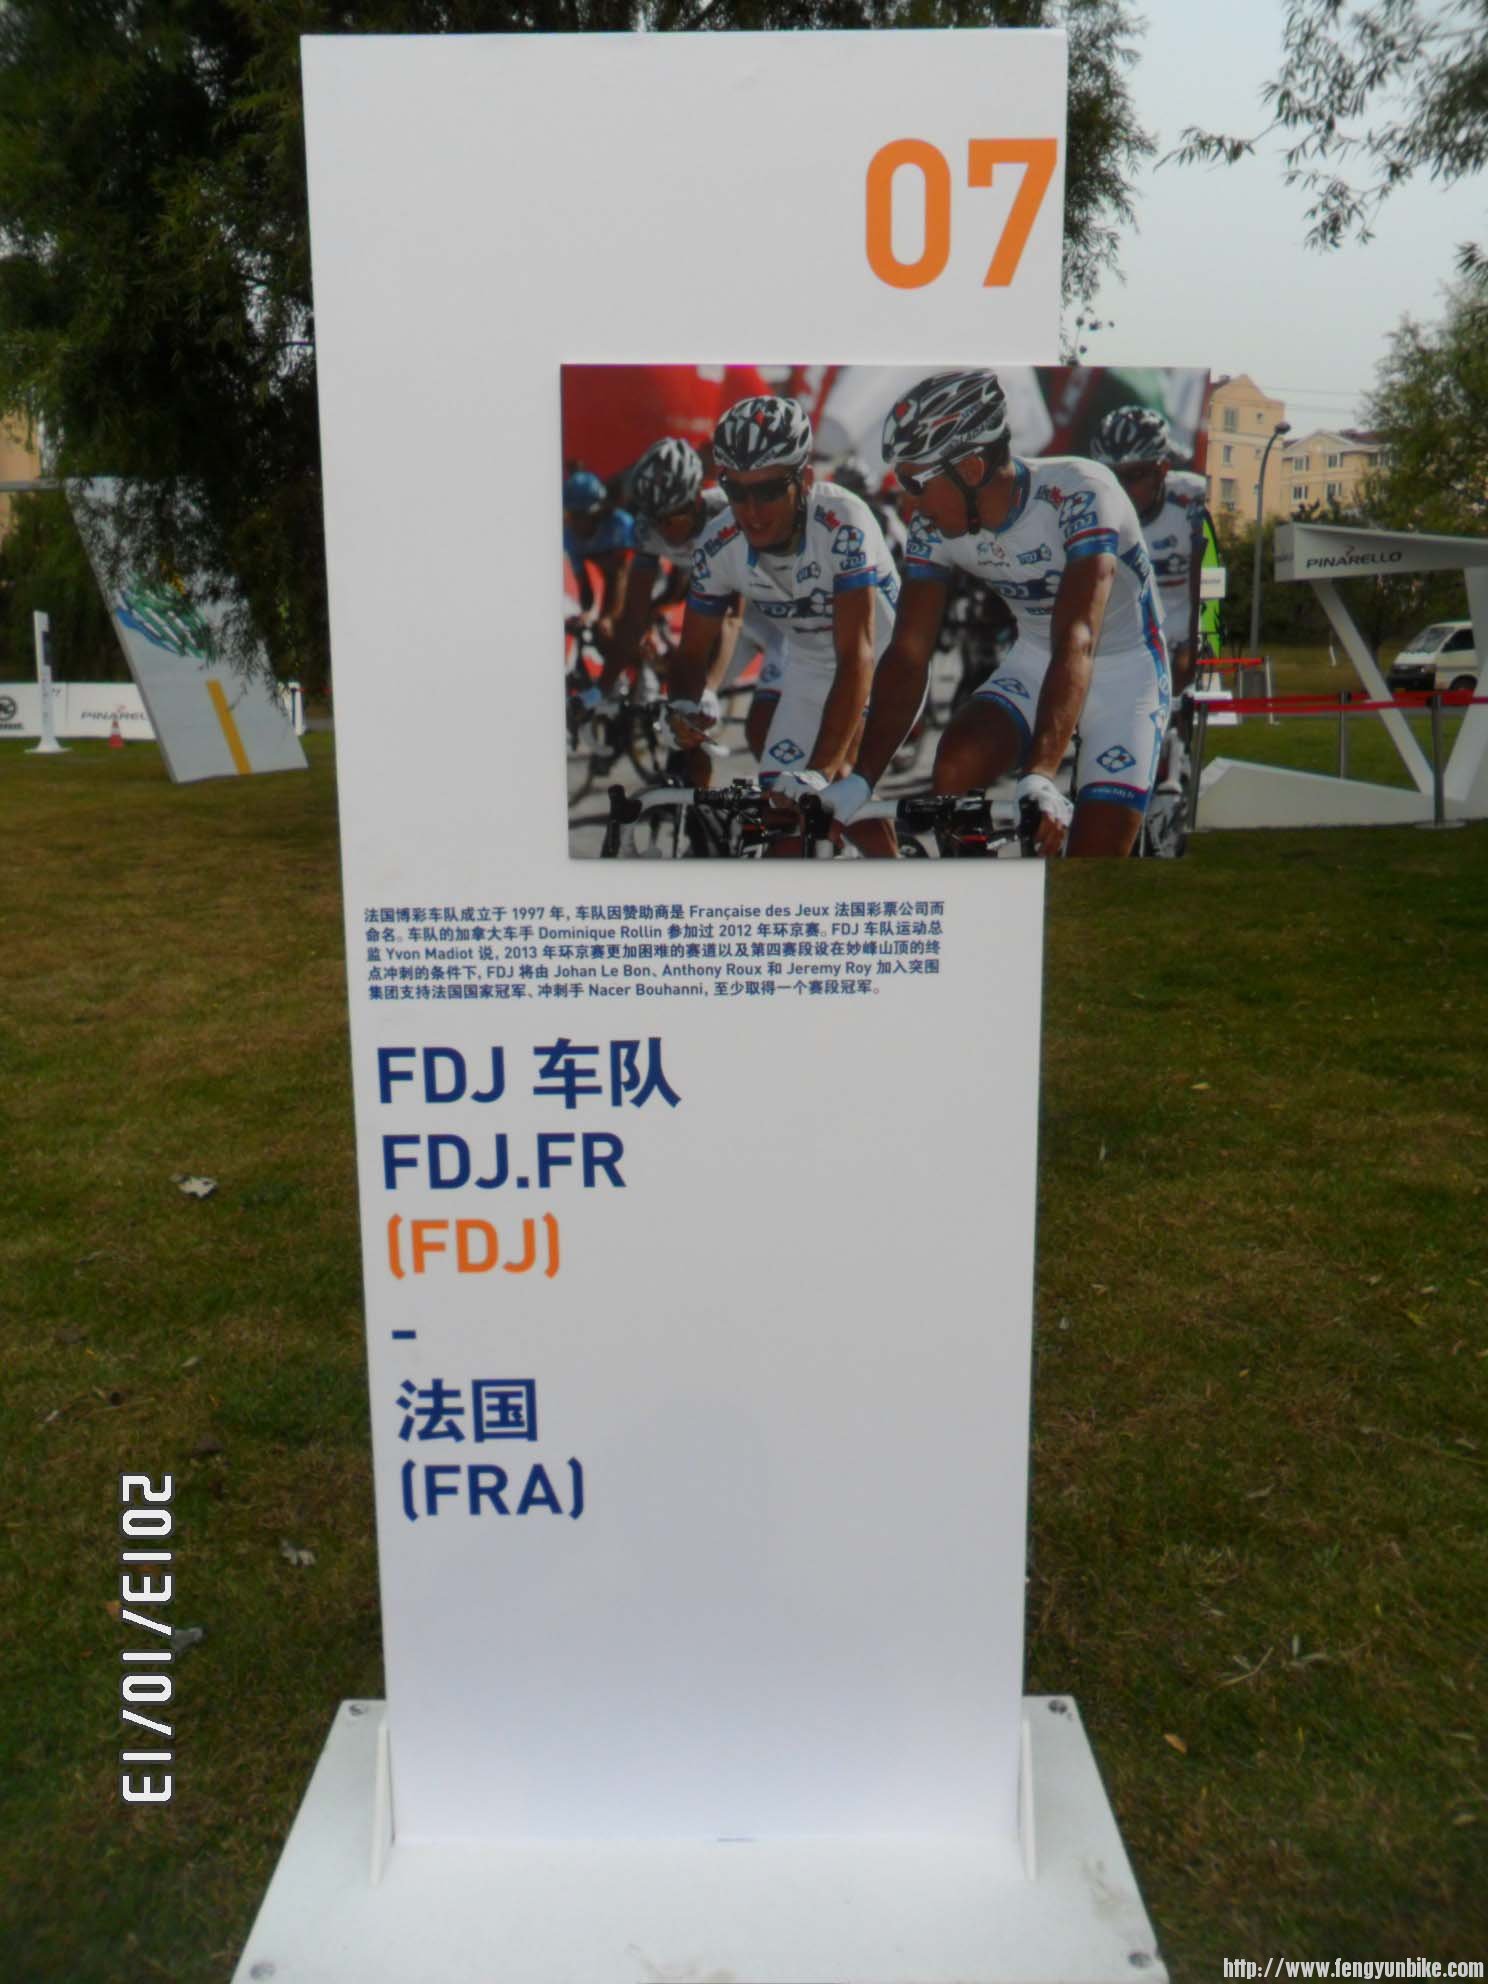 07
法国博彩车队成立于 1997 年, 车队因赞助商是 Française des Jeux 法国彩票公司而
命名。车队的加拿大车手 Dominique Rollin 参加过 2012 年环京赛。FDJ 车队运动总
监 Yvon Madiot 说, 2013 年环京赛更加困难的赛道以及第四赛段设在妙峰山顶的终
点冲刺的条件下, FDJ 将由 Johan Le Bon、Anthony Roux 和 Jeremy Roy 加入突围
集团支持法国国家冠军、冲刺手 Nacer Bouhanni, 至少取得一个赛段冠军。
FDJ 车队
FDJ.FR
(FDJ)
-
法国
(FRA)
PINARELLO
PINAREL
FDJ
FDJ
FDJ
FDJ
2013/10/13
http://www.fengyunbike.com